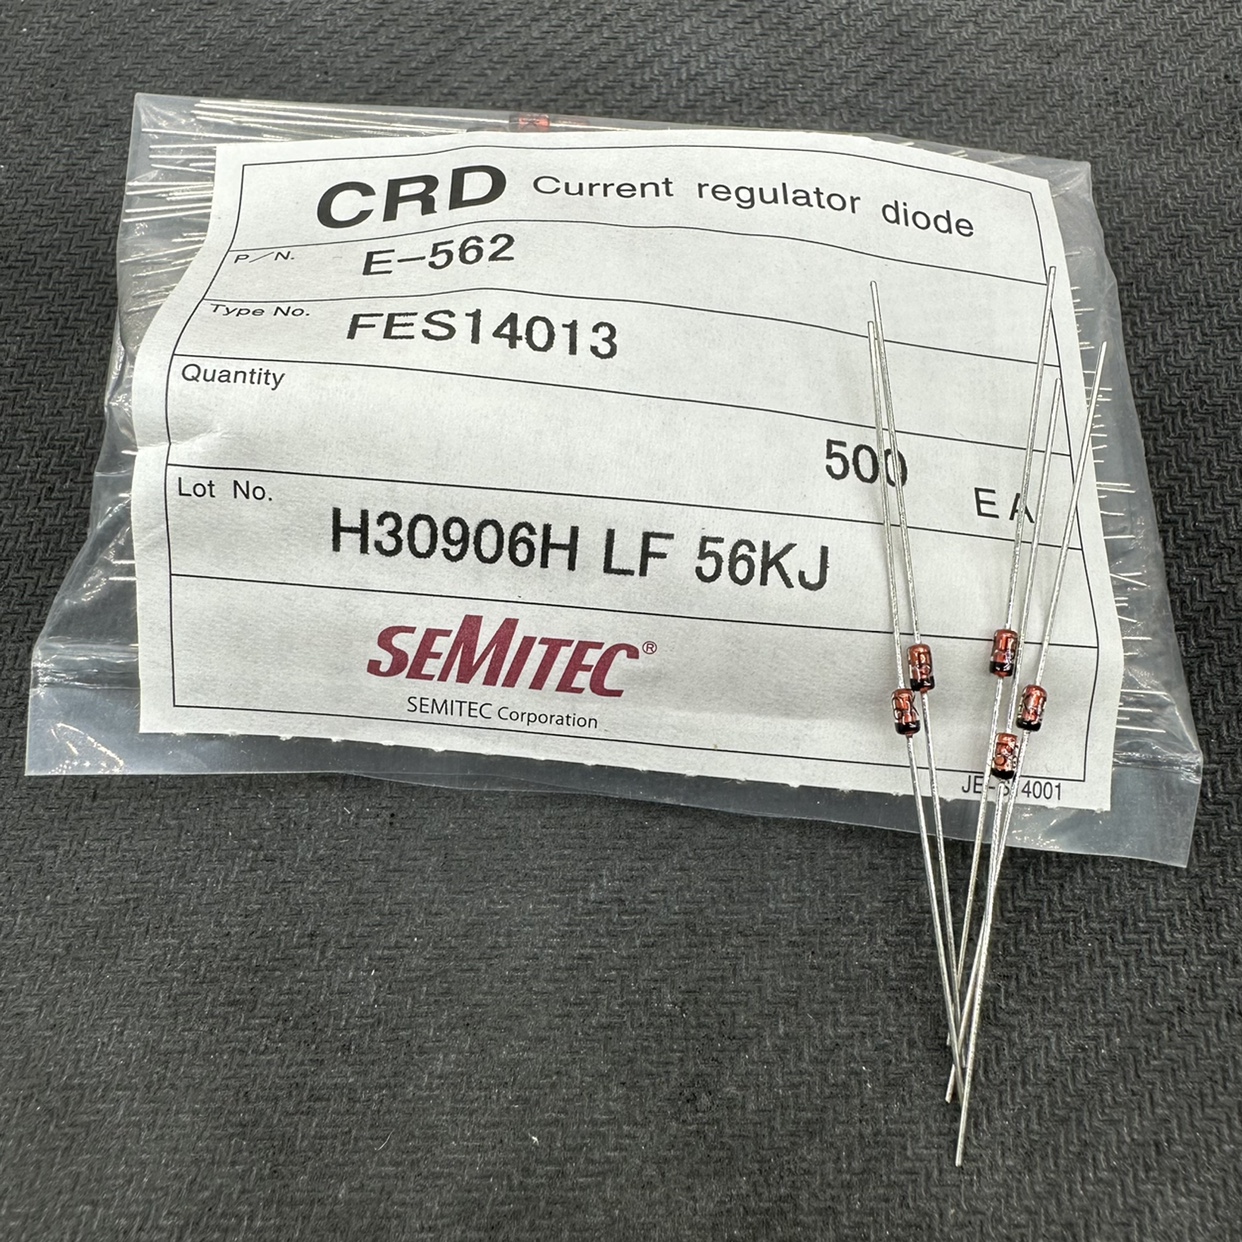 CRD Current regulator diode
P/N. E-562
Type No. FES14013
Quantity
500 EA
Lot No.
H30906H LF 56KJ
SEMITEC®
SEMITEC Corporation